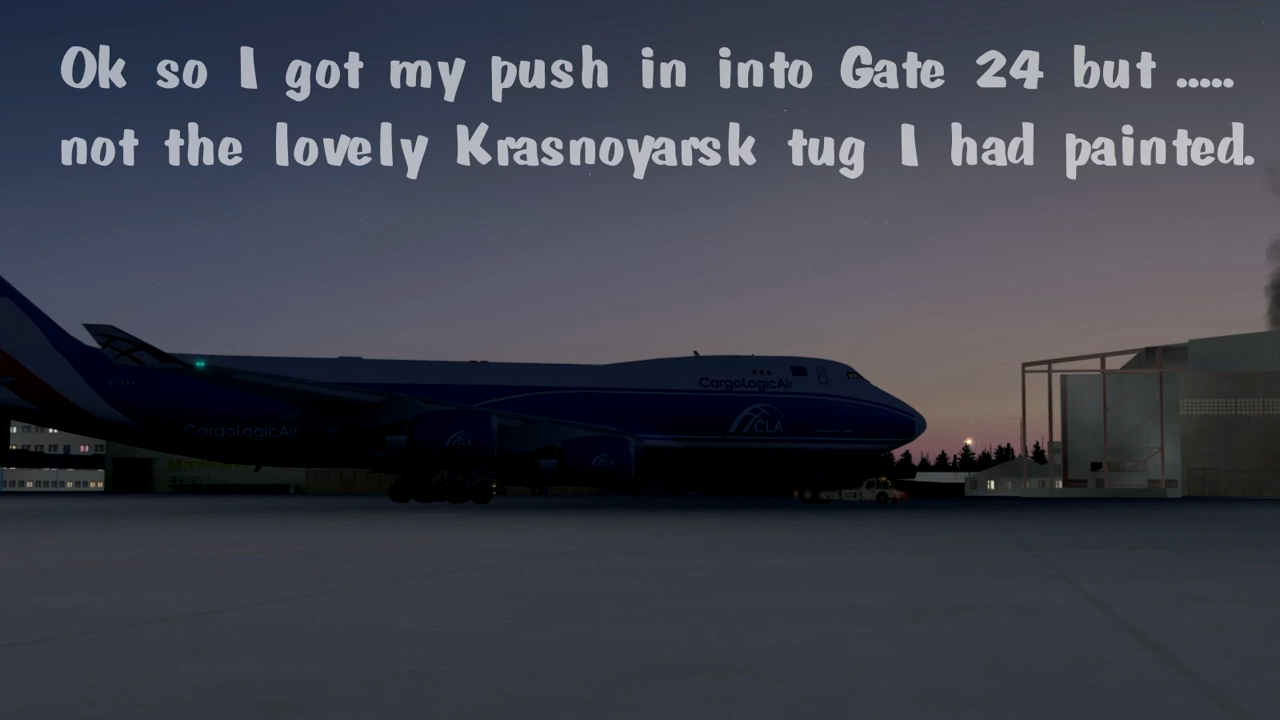 Ok so I got my push in into Gate 24 but .....
not the lovely Krasnoyarsk tug I had painted.
CargoLogicAir
CLA
CargoLogicAir